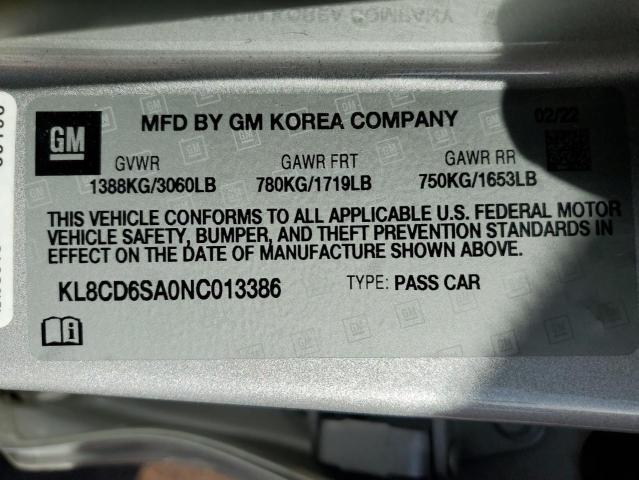 MFD BY GM KOREA COMPANY 02/22
GM
GVWR GAWR FRT GAWR RR
1388KG/3060LB 780KG/1719LB 750KG/1653LB
THIS VEHICLE CONFORMS TO ALL APPLICABLE U.S. FEDERAL MOTOR
VEHICLE SAFETY, BUMPER, AND THEFT PREVENTION STANDARDS IN
EFFECT ON THE DATE OF MANUFACTURE SHOWN ABOVE.
KL8CD6SA0NC013386 TYPE: PASS CAR